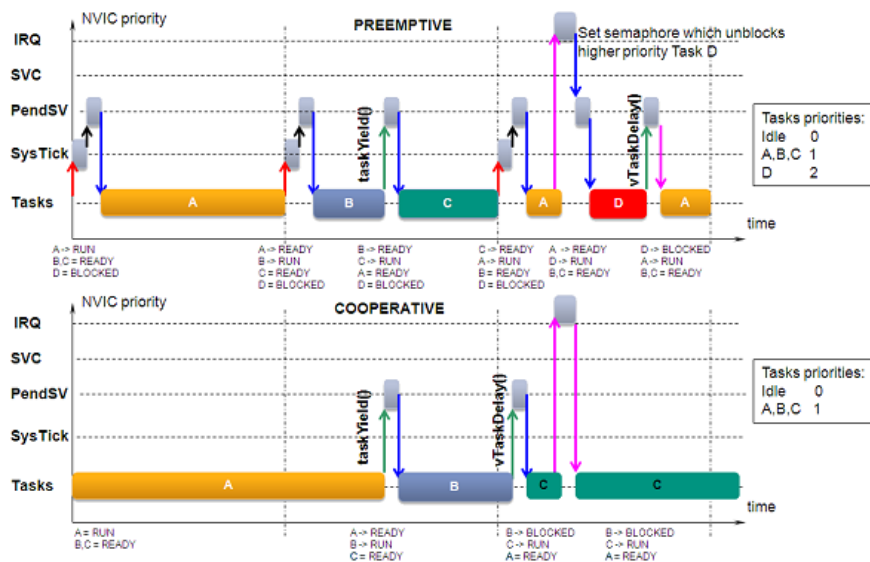 NVIC priority
PREEMPTIVE
IRQ
Set semaphore which unblocks
higher priority Task D
SVC
PendSV
taskYield()
vTaskDelay()
SysTick
Tasks
A
B
C
A
D
A
time
Tasks priorities:
Idle 0
A,B,C 1
D 2
A -> RUN
B,C = READY
D = BLOCKED
A -> READY
B -> RUN
C = READY
D = BLOCKED
B -> READY
C -> RUN
A = READY
D = BLOCKED
C -> READY
A -> RUN
B = READY
D = BLOCKED
A -> READY
D -> RUN
B,C = READY
D -> BLOCKED
A -> RUN
B,C = READY
NVIC priority
COOPERATIVE
IRQ
SVC
PendSV
taskYield()
vTaskDelay()
SysTick
Tasks
A
B
C
C
time
Tasks priorities:
Idle 0
A,B,C 1
A = RUN
B,C = READY
A -> READY
B -> RUN
C = READY
B -> BLOCKED
C -> RUN
A = READY
B -> BLOCKED
C -> RUN
A = READY